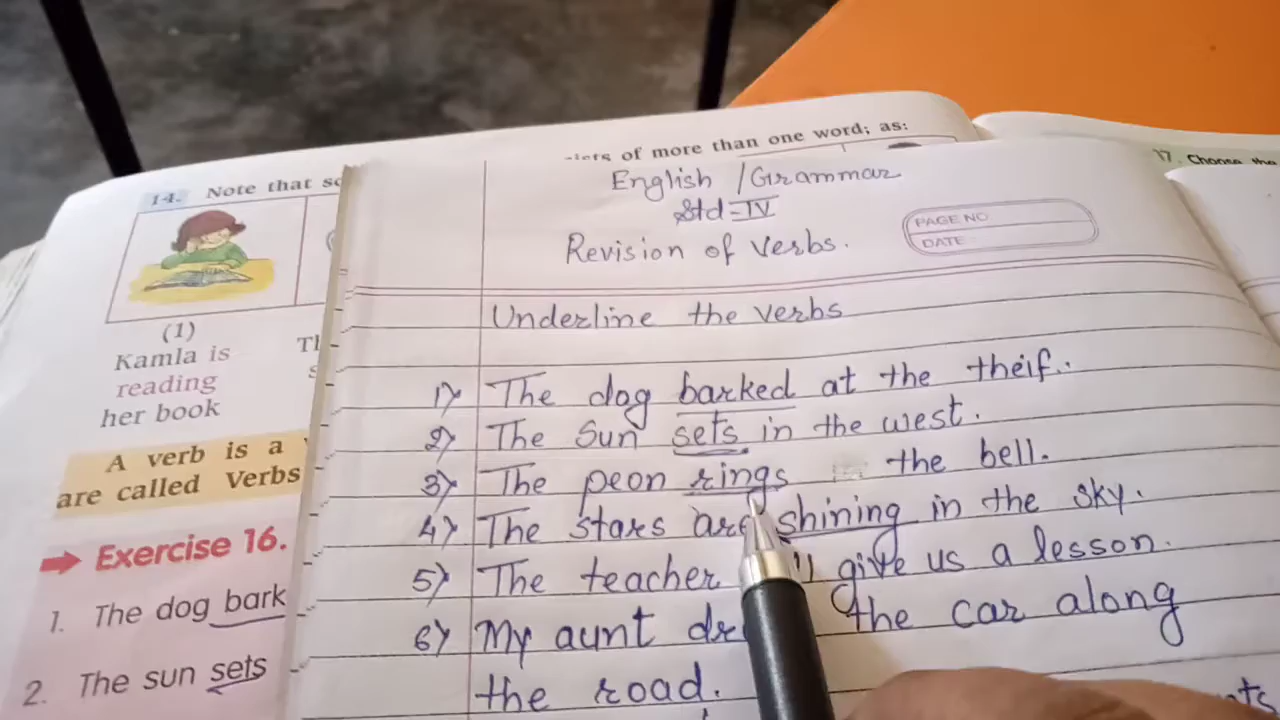 14. Note that
sists of more than one word; as:
17. Choose the
English / Grammar
Std = IV
Revision of verbs.
PAGE NO
DATE
Underline the verbs
1) The dog barked at the theif..
2) The Sun sets in the west.
3) The peon rings the bell.
4) The stars are shining in the sky.
5) The teacher give us a lesson.
6) My aunt the car along
the road.
(1)
Kamla is
reading
her book
A verb is a
are called Verbs
Exercise 16.
1. The dog bark
2. The sun sets